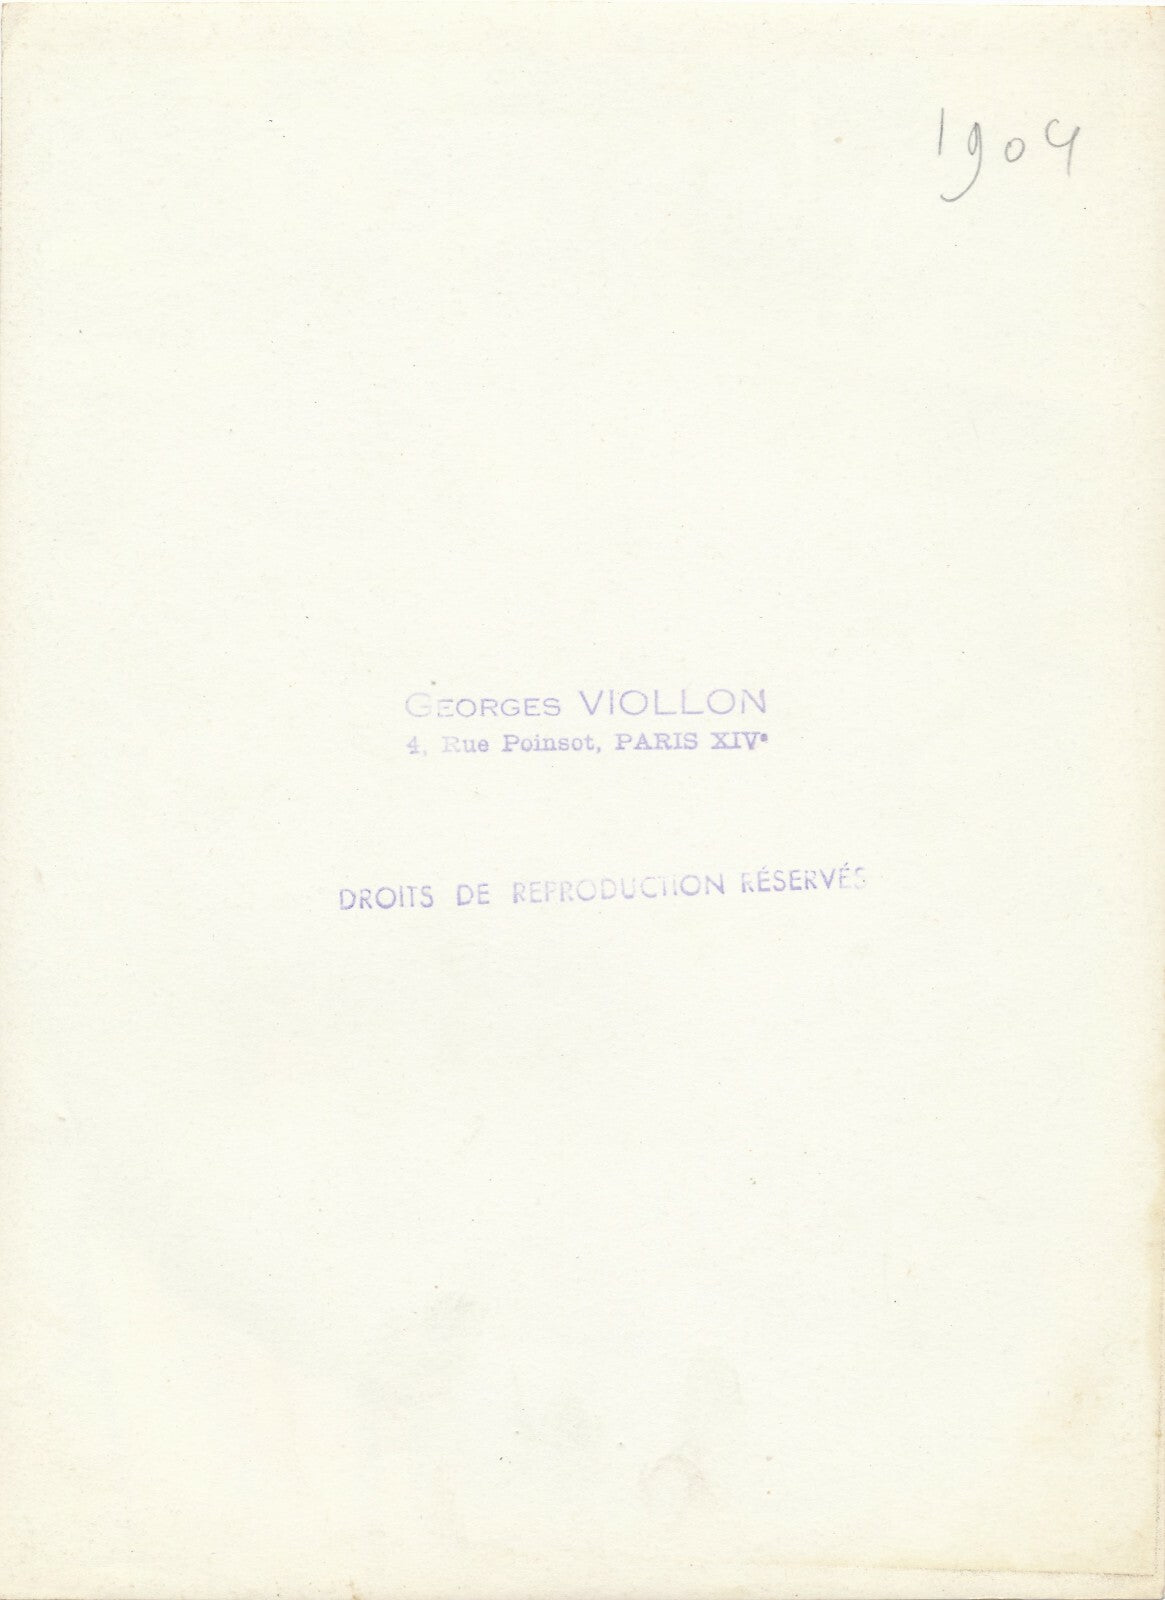 1904
GEORGES VIOLLON
4, Rue Poinsot, PARIS XIVe
DROITS DE REPRODUCTION RÉSERVÉS